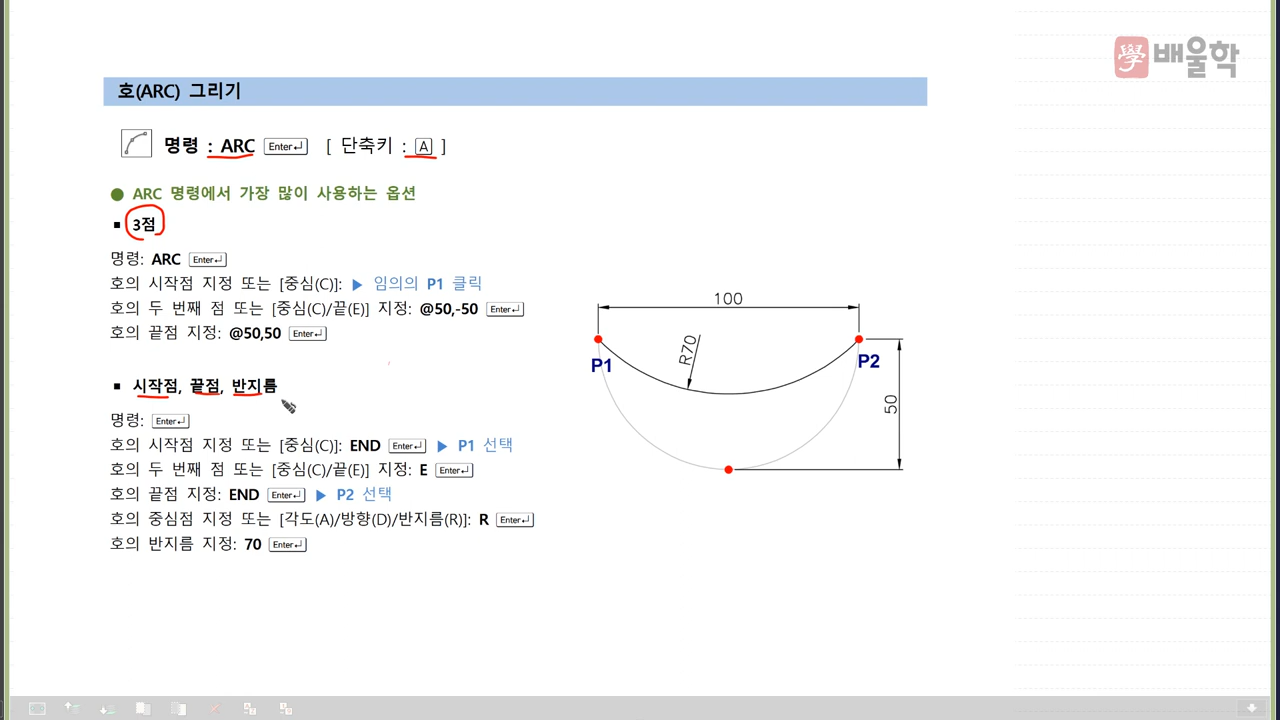 學 배울학
호(ARC) 그리기
명령 : ARC Enter↵ [ 단축키 : A ]
● ARC 명령에서 가장 많이 사용하는 옵션
▪ 3점
명령: ARC Enter↵
호의 시작점 지정 또는 [중심(C)]: ▶ 임의의 P1 클릭
호의 두 번째 점 또는 [중심(C)/끝(E)] 지정: @50,-50 Enter↵
호의 끝점 지정: @50,50 Enter↵
▪ 시작점, 끝점, 반지름
명령: Enter↵
호의 시작점 지정 또는 [중심(C)]: END Enter↵ ▶ P1 선택
호의 두 번째 점 또는 [중심(C)/끝(E)] 지정: E Enter↵
호의 끝점 지정: END Enter↵ ▶ P2 선택
호의 중심점 지정 또는 [각도(A)/방향(D)/반지름(R)]: R Enter↵
호의 반지름 지정: 70 Enter↵
100
R70
P1
P2
50